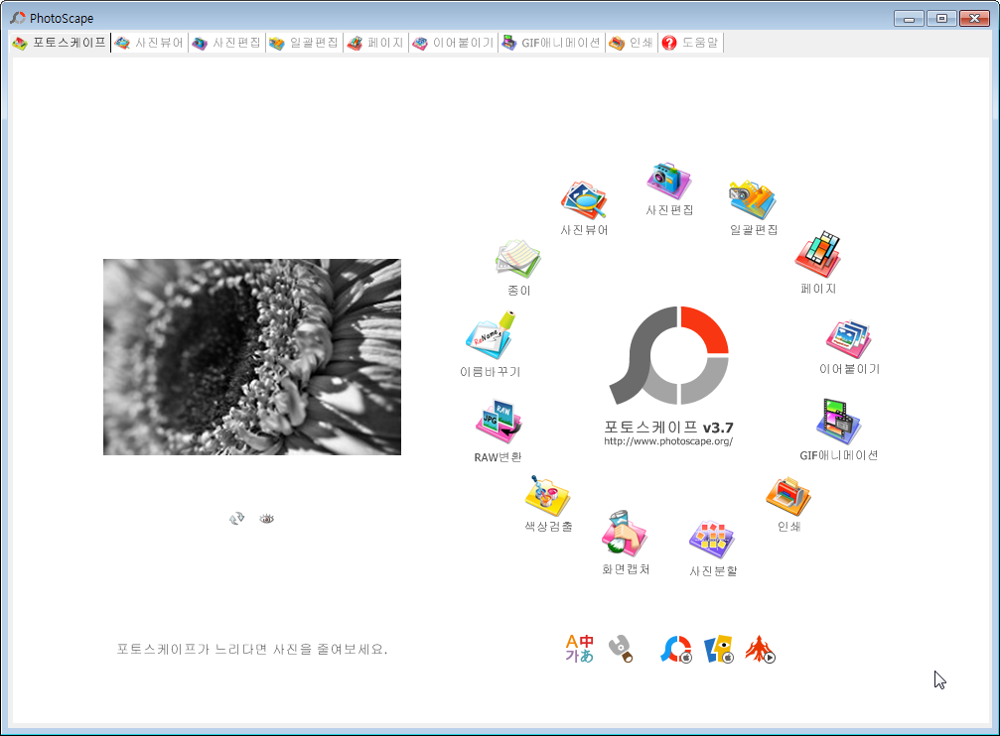 PhotoScape
포토스케이프 사진뷰어 사진편집 일괄편집 페이지 이어붙이기 GIF애니메이션 인쇄 도움말
사진편집
사진뷰어
일괄편집
종이
페이지
ReName
이름바꾸기
이어붙이기
RAW
JPG
RAW변환
GIF애니메이션
포토스케이프 v3.7
http://www.photoscape.org/
색상검출
인쇄
화면캡처
사진분할
포토스케이프가 느리다면 사진을 줄여보세요.
A中
가あ